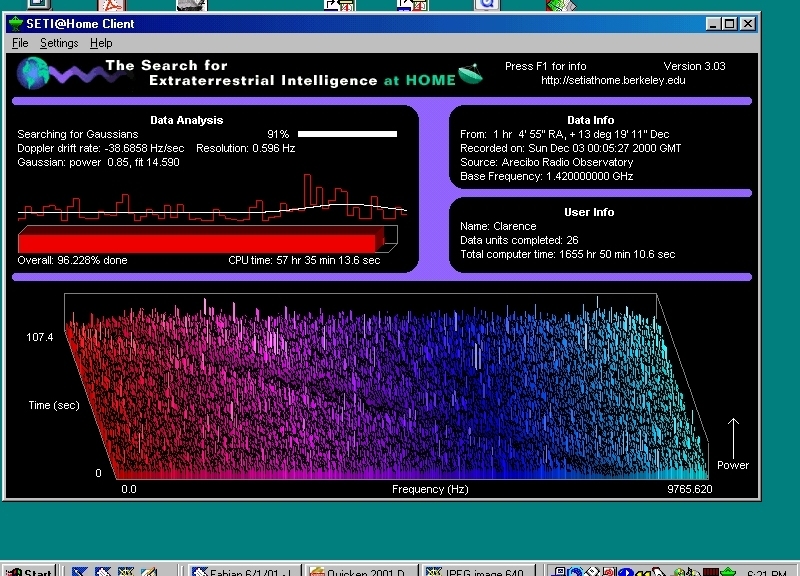 SETI@Home Client
File Settings Help
The Search for
Extraterrestrial Intelligence at HOME
Press F1 for info
Version 3.03
http://setiathome.berkeley.edu
Data Analysis
Searching for Gaussians 91%
Doppler drift rate: -38.6858 Hz/sec Resolution: 0.596 Hz
Gaussian: power 0.85, fit 14.590
Overall: 96.228% done
CPU time: 57 hr 35 min 13.6 sec
Data Info
From: 1 hr 4' 55'' RA, + 13 deg 19' 11'' Dec
Recorded on: Sun Dec 03 00:05:27 2000 GMT
Source: Arecibo Radio Observatory
Base Frequency: 1.420000000 GHz
User Info
Name: Clarence
Data units completed: 26
Total computer time: 1655 hr 50 min 10.6 sec
107.4
Time (sec)
0
0.0
Frequency (Hz)
9765.620
Power
Start
Fabian 6/1/01 -
Quicken 2001 D
JPEG image 640
6:21 PM